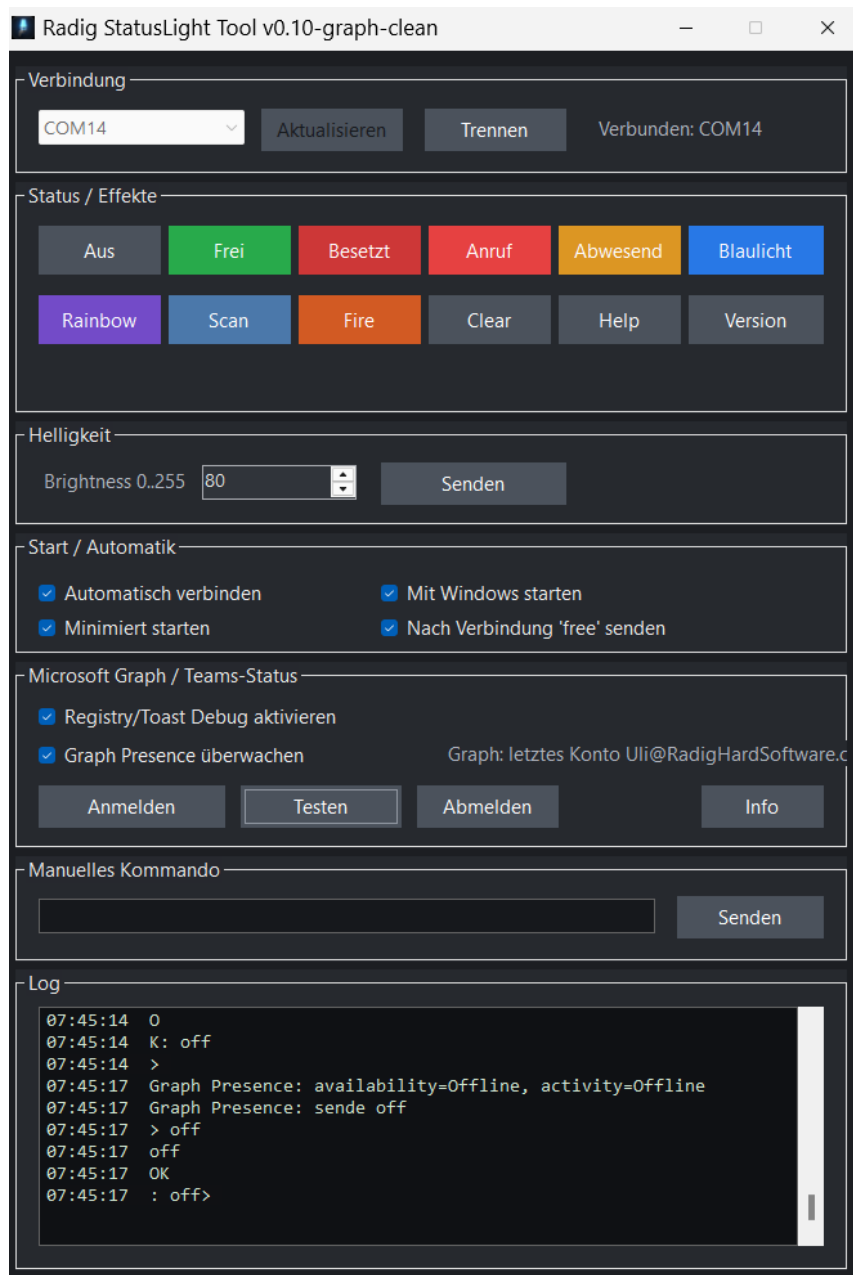 Radig StatusLight Tool v0.10-graph-clean
Verbindung
COM14 Aktualisieren Trennen Verbunden: COM14
Status / Effekte
Aus Frei Besetzt Anruf Abwesend Blaulicht
Rainbow Scan Fire Clear Help Version
Helligkeit
Brightness 0..255 80 Senden
Start / Automatik
Automatisch verbinden Mit Windows starten
Minimiert starten Nach Verbindung 'free' senden
Microsoft Graph / Teams-Status
Registry/Toast Debug aktivieren
Graph Presence überwachen Graph: letztes Konto Uli@RadigHardSoftware.c
Anmelden Testen Abmelden Info
Manuelles Kommando
Senden
Log
07:45:14 O
07:45:14 K: off
07:45:14 >
07:45:17 Graph Presence: availability=Offline, activity=Offline
07:45:17 Graph Presence: sende off
07:45:17 > off
07:45:17 off
07:45:17 OK
07:45:17 : off>